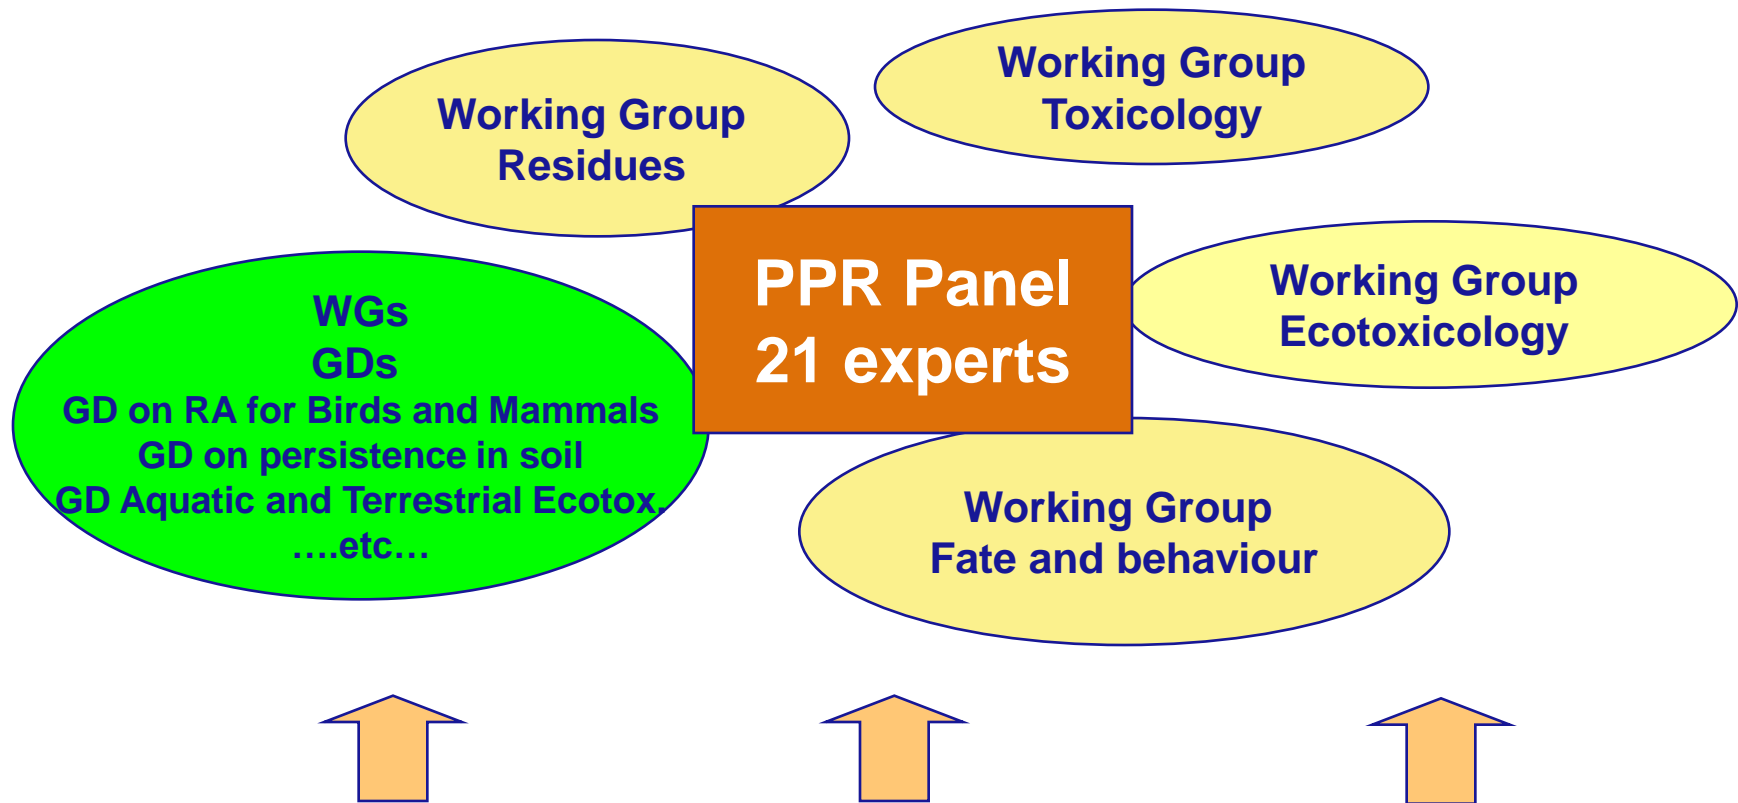 Working Group
Toxicology
Working Group
Residues
PPR Panel
21 experts
Working Group
Ecotoxicology
WGs
GDs
GD on RA for Birds and Mammals
GD on persistence in soil
GD Aquatic and Terrestrial Ecotox,
….etc…
Working Group
Fate and behaviour